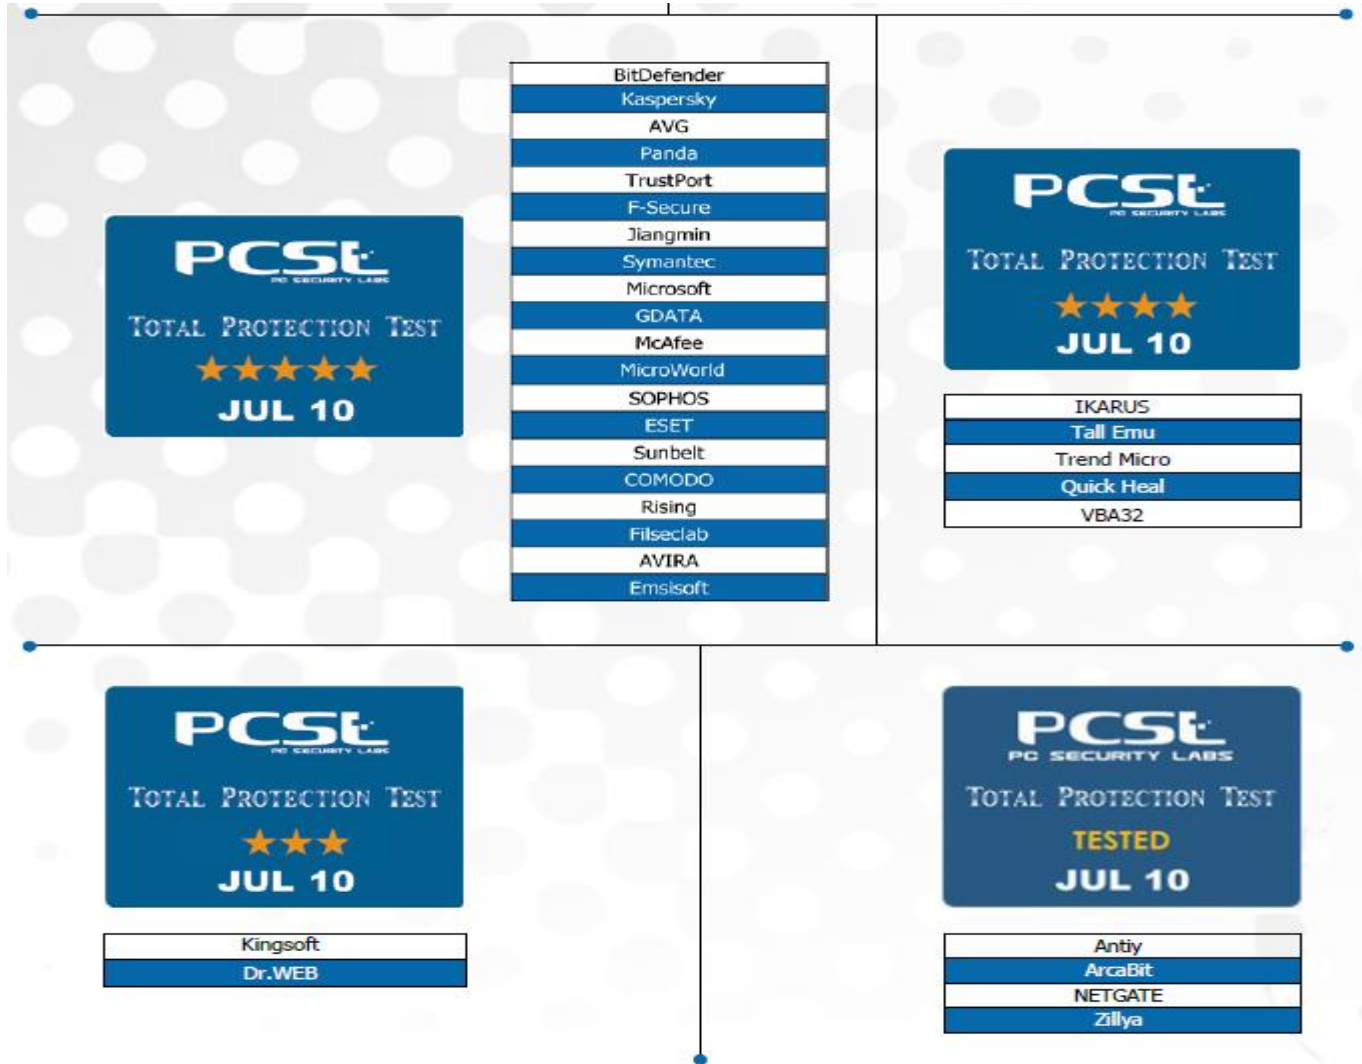 PCSL
PC SECURITY LABS
TOTAL PROTECTION TEST
JUL 10
BitDefender
Kaspersky
AVG
Panda
TrustPort
F-Secure
Jiangmin
Symantec
Microsoft
GDATA
McAfee
MicroWorld
SOPHOS
ESET
Sunbelt
COMODO
Rising
Filseclab
AVIRA
Emsisoft
PCSL
PC SECURITY LABS
TOTAL PROTECTION TEST
JUL 10
IKARUS
Tall Emu
Trend Micro
Quick Heal
VBA32
PCSL
PC SECURITY LABS
TOTAL PROTECTION TEST
JUL 10
Kingsoft
Dr.WEB
PCSL
PC SECURITY LABS
TOTAL PROTECTION TEST
TESTED
JUL 10
Antiy
ArcaBit
NETGATE
Zillya